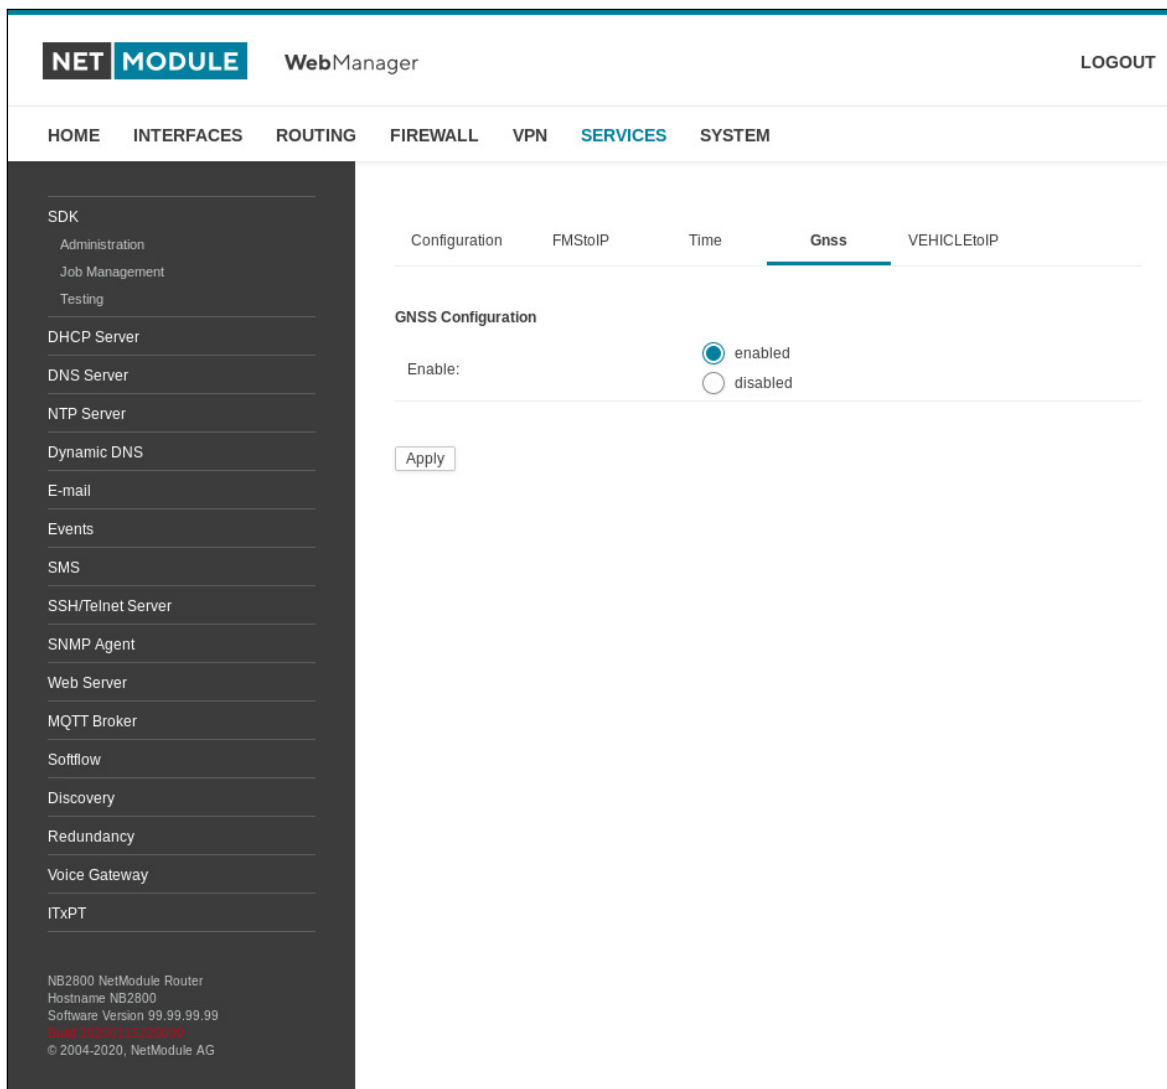 NET MODULE WebManager LOGOUT
HOME INTERFACES ROUTING FIREWALL VPN SERVICES SYSTEM
SDK
Administration
Job Management
Testing
DHCP Server
DNS Server
NTP Server
Dynamic DNS
E-mail
Events
SMS
SSH/Telnet Server
SNMP Agent
Web Server
MQTT Broker
Softflow
Discovery
Redundancy
Voice Gateway
ITxPT
NB2800 NetModule Router
Hostname NB2800
Software Version 99.99.99.99
Build
© 2004-2020, NetModule AG
Configuration FMStoIP Time Gnss VEHICLEtoIP
GNSS Configuration
Enable:
enabled
disabled
Apply